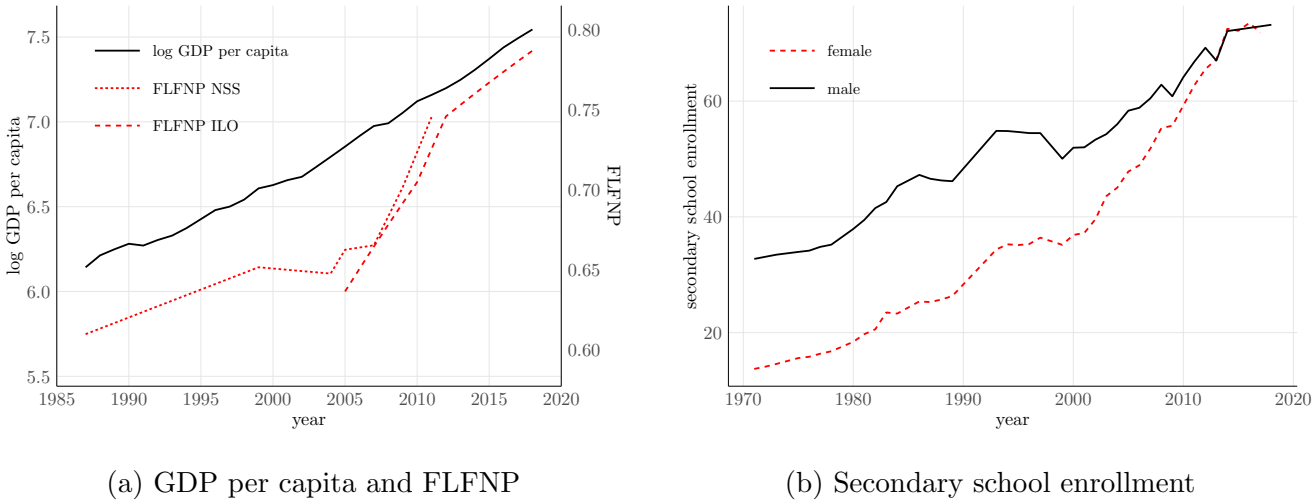 7.5
7.0
6.5
6.0
5.5
log GDP per capita
log GDP per capita
FLFNP NSS
FLFNP ILO
0.80
0.75
0.70
0.65
0.60
FLFNP
1985 1990 1995 2000 2005 2010 2015 2020
year
(a) GDP per capita and FLFNP
60
40
20
secondary school enrollment
female
male
1970 1980 1990 2000 2010 2020
year
(b) Secondary school enrollment